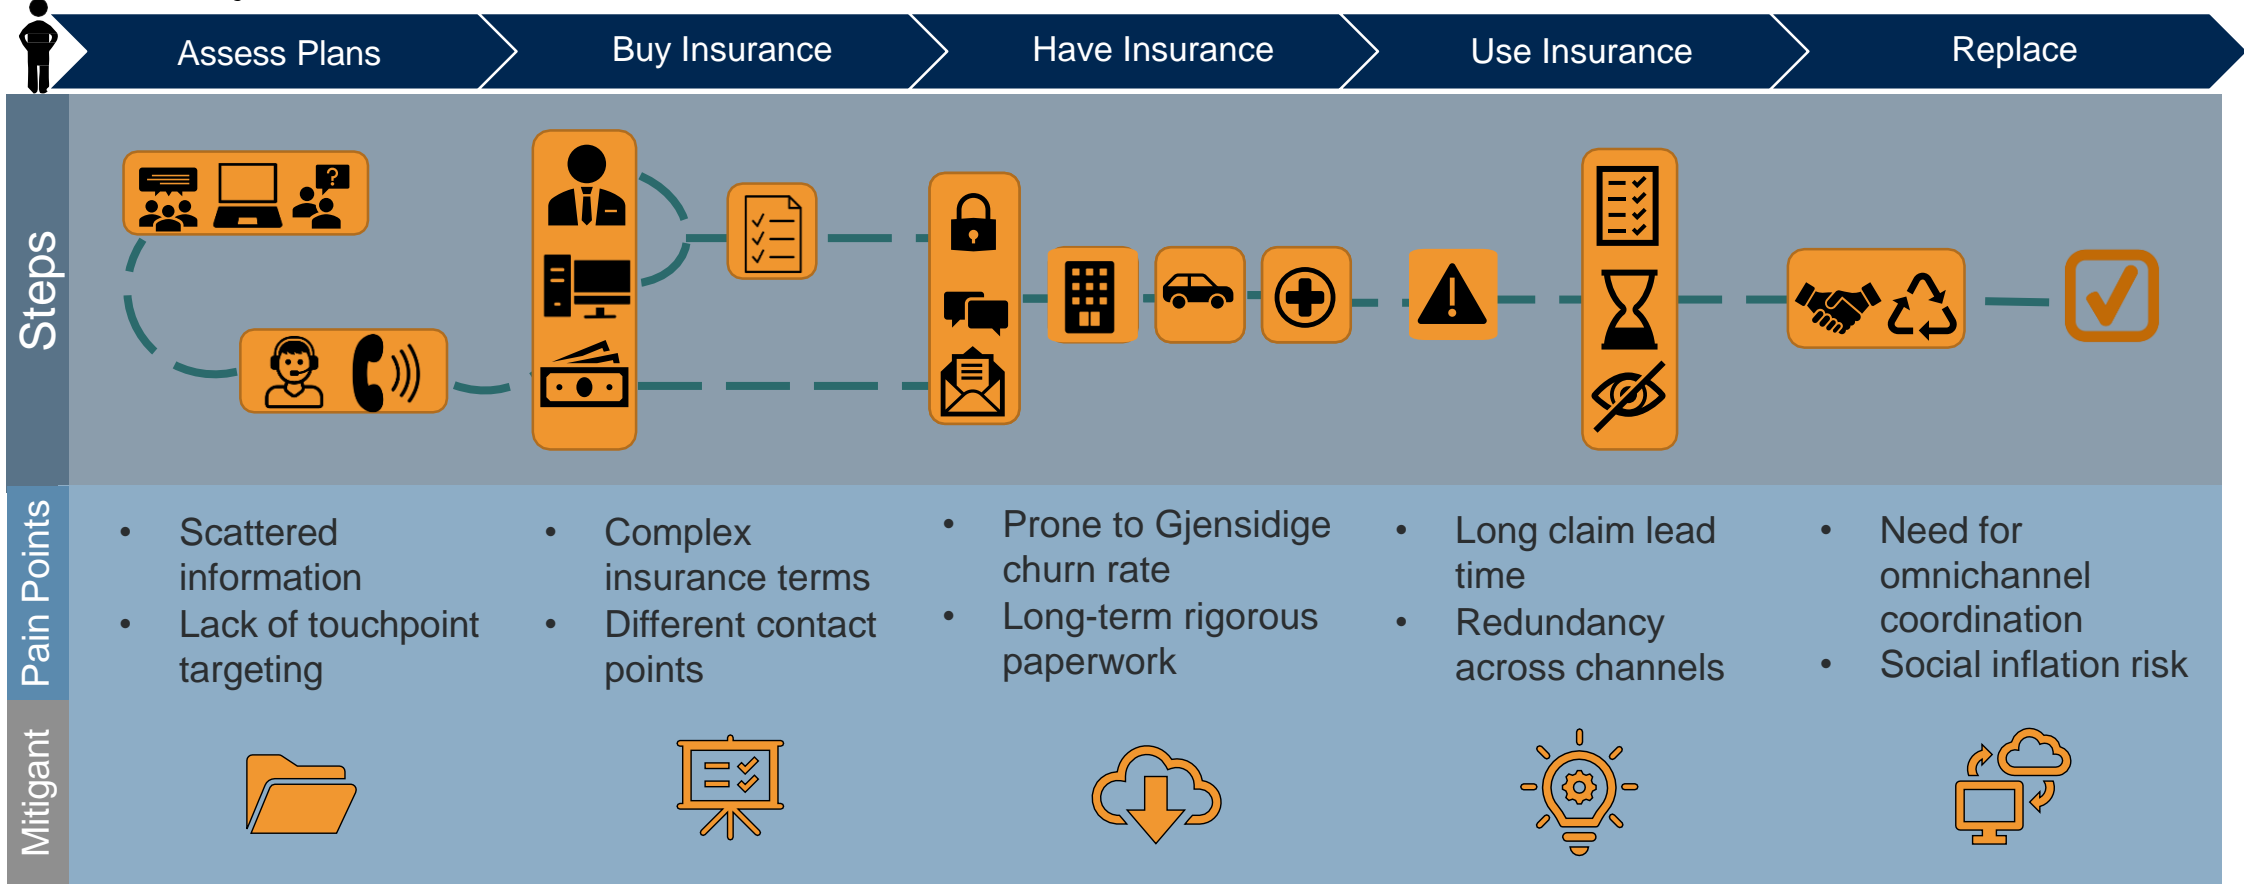 Assess Plans
Buy Insurance
Have Insurance
Use Insurance
Replace
Steps
?
Pain Points
• Scattered
information
• Lack of touchpoint
targeting
• Complex
insurance terms
• Different contact
points
• Prone to Gjensidige
churn rate
• Long-term rigorous
paperwork
• Long claim lead
time
• Redundancy
across channels
• Need for
omnichannel
coordination
• Social inflation risk
Mitigant